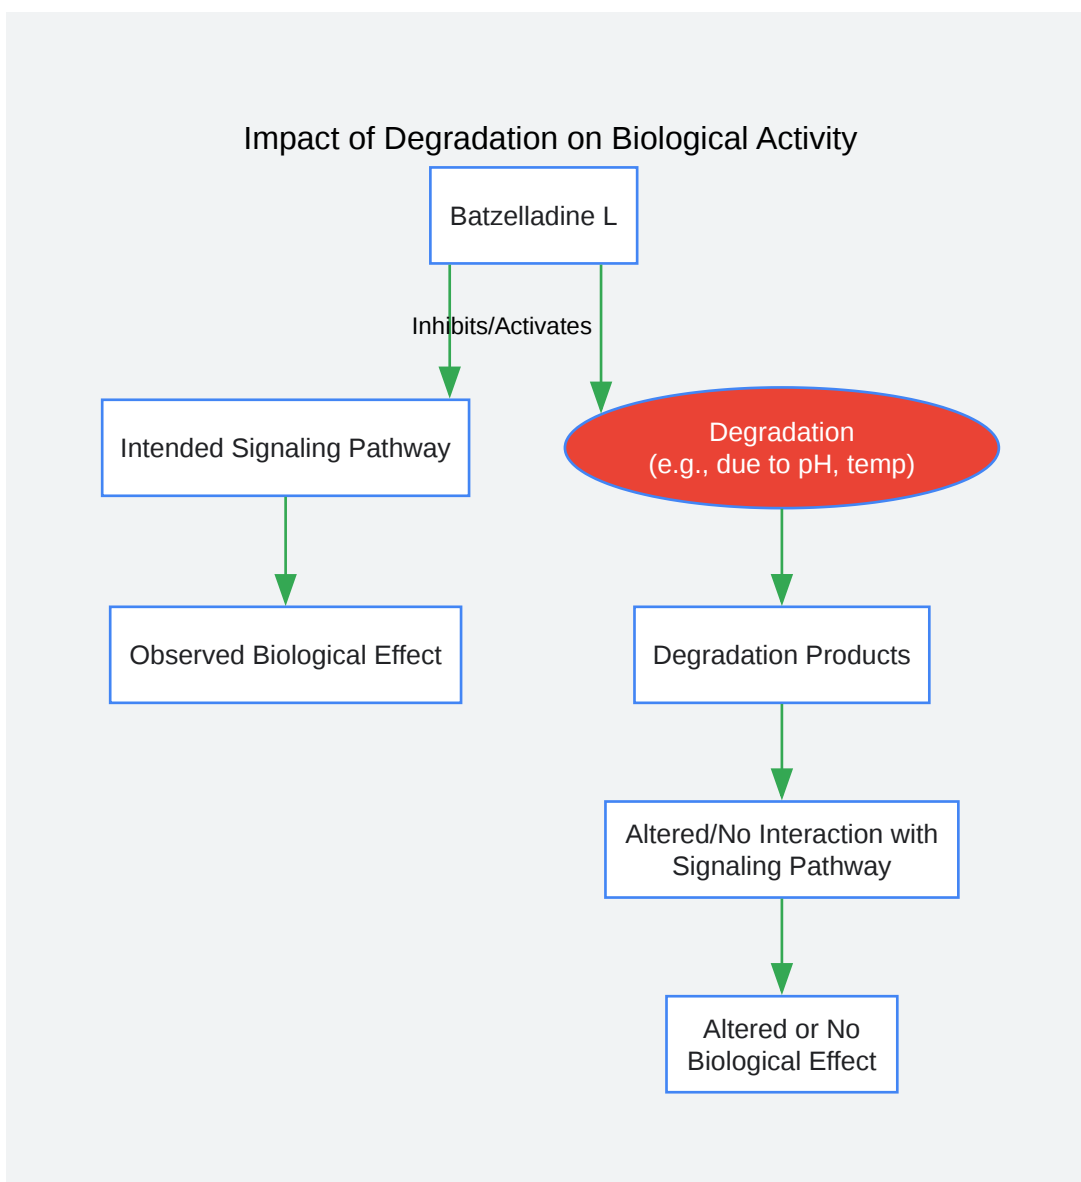 Impact of Degradation on Biological Activity
Batzelladine L
Inhibits/Activates
Intended Signaling Pathway
Degradation
(e.g., due to pH, temp)
Observed Biological Effect
Degradation Products
Altered/No Interaction with
Signaling Pathway
Altered or No
Biological Effect